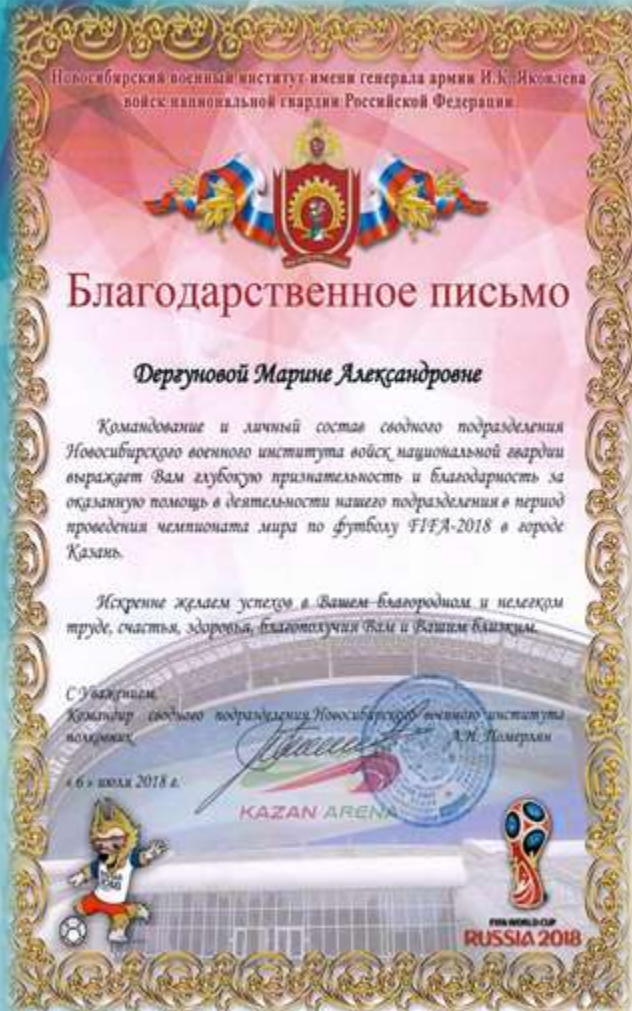 Новосибирский военный институт имени генерала армии И.К. Яковлева
войск национальной гвардии Российской Федерации
Благодарственное письмо
Дергуновой Марине Александровне
Командование и личный состав сводного подразделения
Новосибирского военного института войск национальной гвардии
выражает Вам глубокую признательность и благодарность за
оказанную помощь в деятельности нашего подразделения в период
проведения чемпионата мира по футболу FIFA-2018 в городе
Казань.
Искренне желаем успехов в Вашем благородном и нелегком
труде, счастья, здоровья, благополучия Вам и Вашим близким.
С Уважением,
Командир сводного подразделения Новосибирского военного института
полковник А.Н. Померлян
« 6 » июля 2018 г.
KAZAN ARENA
FIFA WORLD CUP
RUSSIA 2018